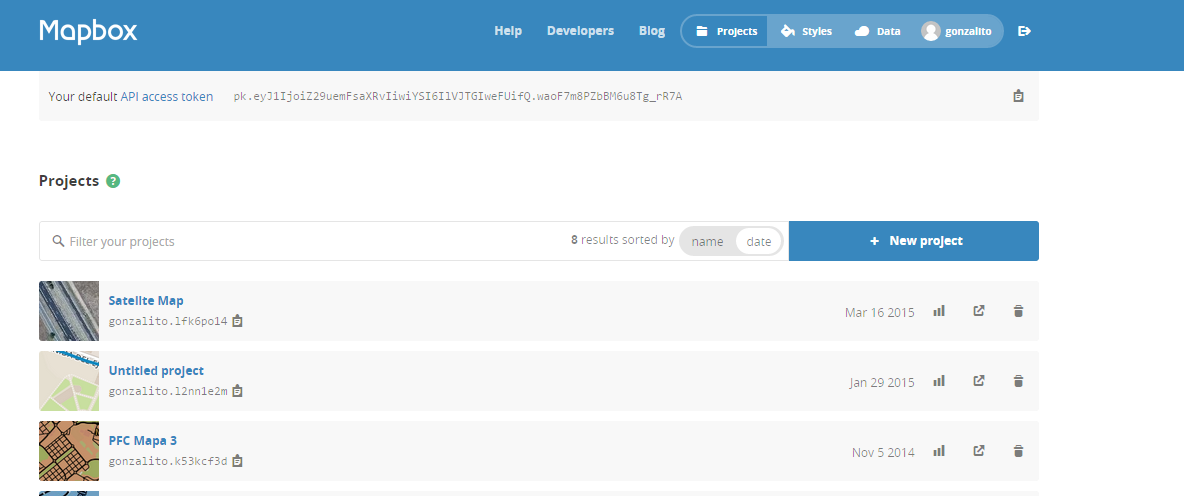 Mapbox
Help Developers Blog Projects Styles Data gonzalito
Your default API access token pk.eyJ1IjoiZ29uemFsaXRvIiwiYSI6IlVJTGIweFUifQ.waoF7m8PZbBM6u8Tg_rR7A
Projects ?
Filter your projects 8 results sorted by name date + New project
Satelite Map
gonzalito.lfk6po14 Mar 16 2015
Untitled project
gonzalito.l2nn1e2m Jan 29 2015
PFC Mapa 3
gonzalito.k53kcf3d Nov 5 2014